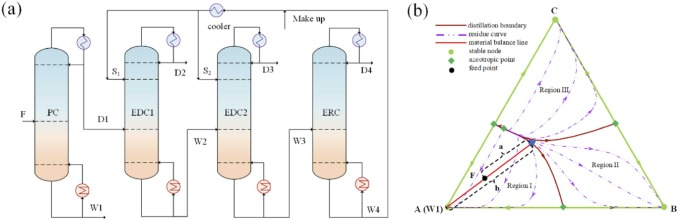 (a)
cooler
Make up
S1
D2
S2
D3
D4
F
PC
D1
EDC1
W2
EDC2
W3
ERC
W1
W4
(b)
C
distillation boundary
residue curve
material balance line
stable node
azeotropic point
feed point
Region III
a
F
b
Region II
Region I
A (W1)
B